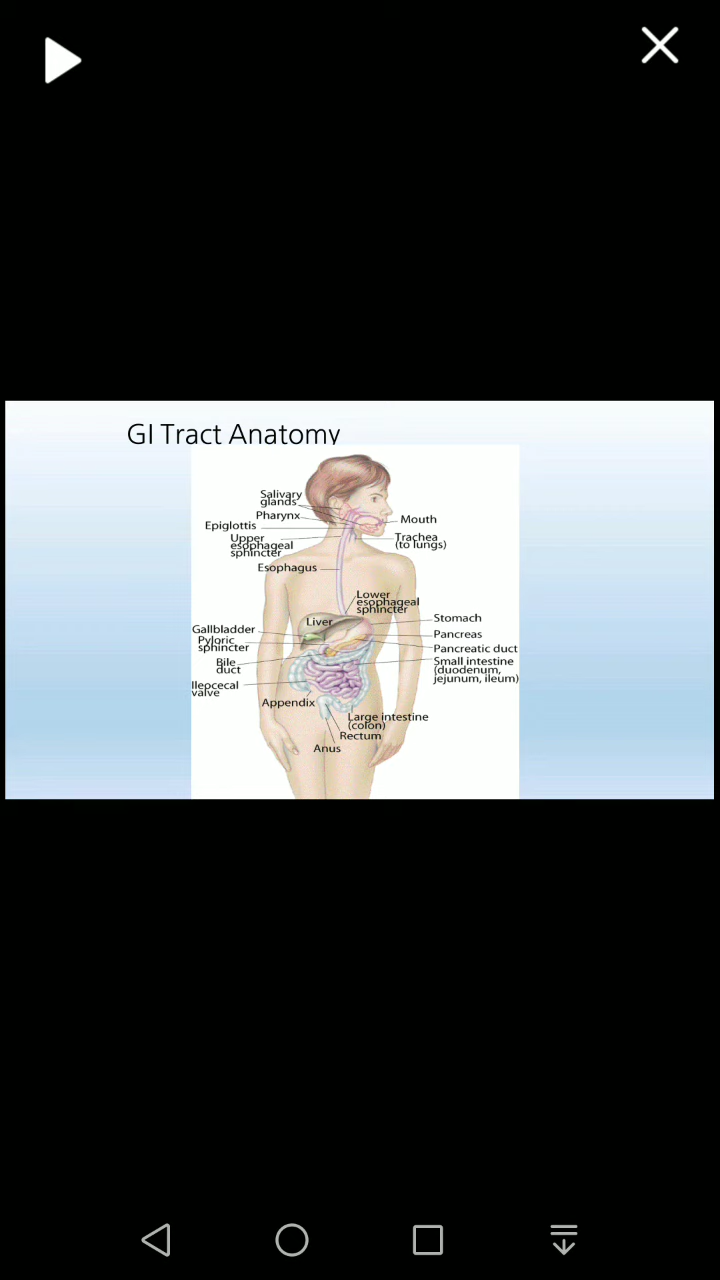 GI Tract Anatomy
Salivary
glands
Pharynx
Mouth
Epiglottis
Upper
esophageal
sphincter
Trachea
(to lungs)
Esophagus
Lower
esophageal
sphincter
Liver
Stomach
Gallbladder
Pancreas
Pyloric
sphincter
Pancreatic duct
Bile
duct
Small intestine
(duodenum,
jejunum, ileum)
Ileocecal
valve
Appendix
Large intestine
(colon)
Rectum
Anus